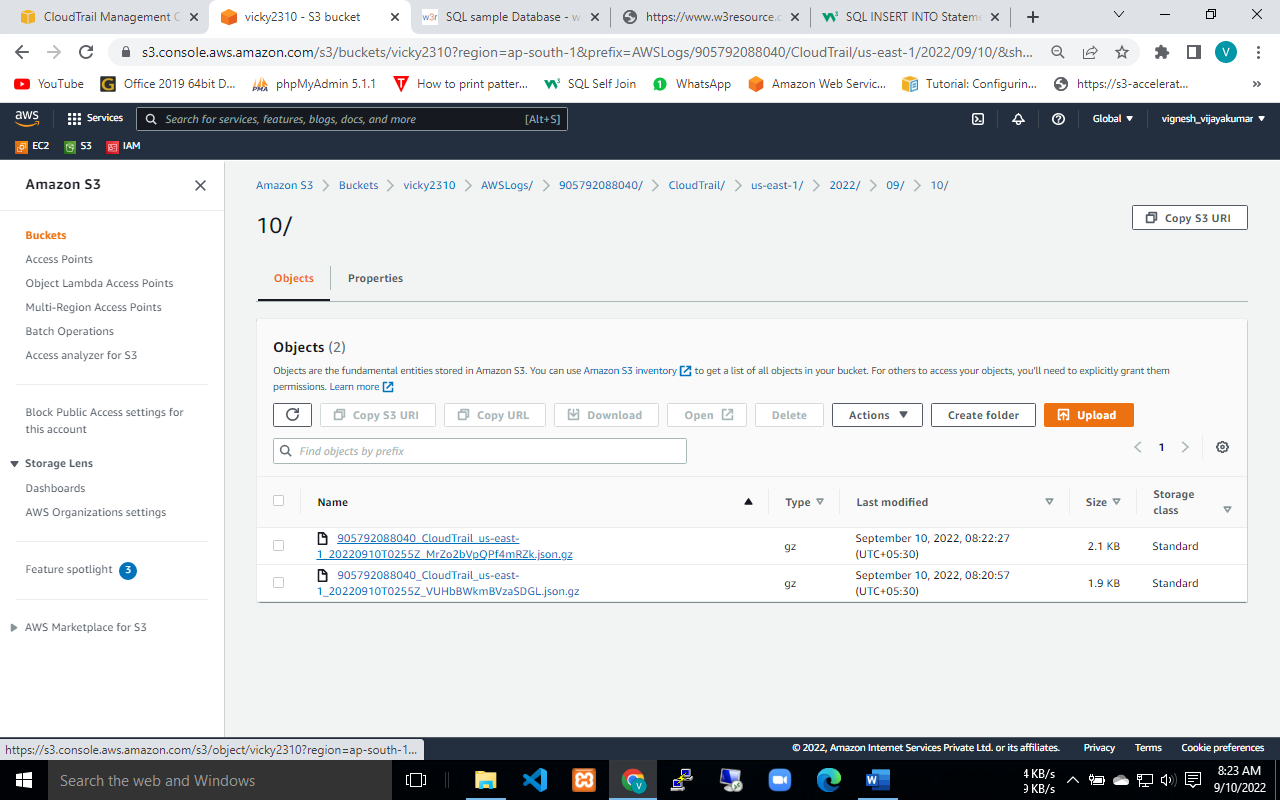 CloudTrail Management C
vicky2310 - S3 bucket
w3r
SQL sample Database - w
https://www.w3resource.c
SQL INSERT INTO Stateme
s3.console.aws.amazon.com/s3/buckets/vicky2310?region=ap-south-1&prefix=AWSLogs/905792088040/CloudTrail/us-east-1/2022/09/10/&sh...
V
YouTube
Office 2019 64bit D...
PMA
phpMyAdmin 5.1.1
How to print patter...
SQL Self Join
1
WhatsApp
Amazon Web Servic...
Tutorial: Configurin...
https://s3-accelerat...
»
aws
Services
Search for services, features, blogs, docs, and more
[Alt+S]
Global
vignesh_vijayakumar
EC2
S3
IAM
Amazon S3
Buckets
Access Points
Object Lambda Access Points
Multi-Region Access Points
Batch Operations
Access analyzer for S3
Block Public Access settings for
this account
Storage Lens
Dashboards
AWS Organizations settings
Feature spotlight 3
AWS Marketplace for S3
Amazon S3
Buckets
vicky2310
AWSLogs/
905792088040/
CloudTrail/
us-east-1/
2022/
09/
10/
10/
Copy S3 URI
Objects
Properties
Objects (2)
Objects are the fundamental entities stored in Amazon S3. You can use Amazon S3 inventory to get a list of all objects in your bucket. For others to access your objects, you'll need to explicitly grant them
permissions. Learn more
Copy S3 URI
Copy URL
Download
Open
Delete
Actions
Create folder
Upload
Find objects by prefix
1
Name
Type
Last modified
Size
Storage
class
905792088040_CloudTrail_us-east-
1_20220910T0255Z_MrZo2bVpQPf4mRZk.json.gz
gz
September 10, 2022, 08:22:27
(UTC+05:30)
2.1 KB
Standard
905792088040_CloudTrail_us-east-
1_20220910T0255Z_VUHbBWkmBVzaSDGL.json.gz
gz
September 10, 2022, 08:20:57
(UTC+05:30)
1.9 KB
Standard
https://s3.console.aws.amazon.com/s3/object/vicky2310?region=ap-south-1...
© 2022, Amazon Internet Services Private Ltd. or its affiliates.
Privacy
Terms
Cookie preferences
Search the web and Windows
4 KB/s
9 KB/s
8:23 AM
9/10/2022